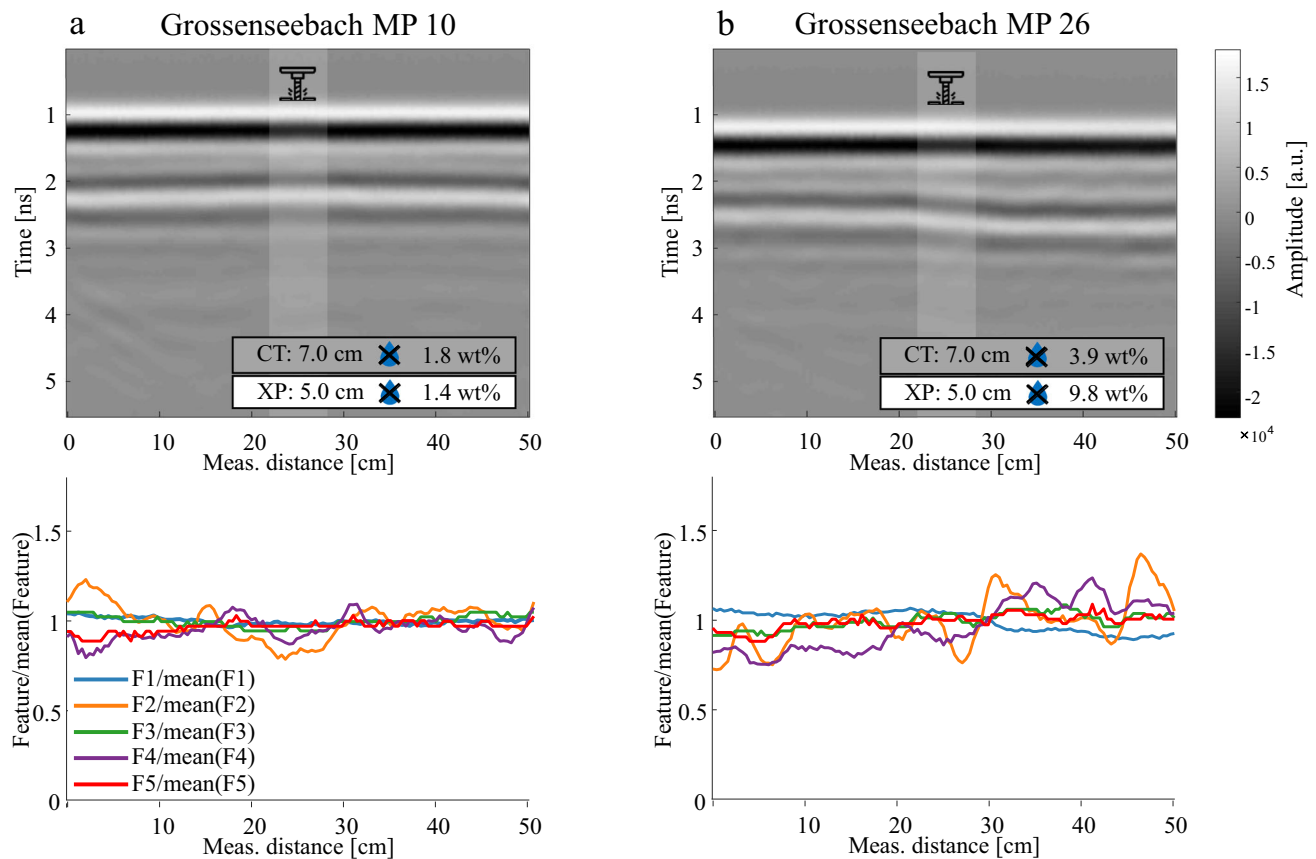 a
Grossenseebach MP 10
Time [ns]
1
2
3
4
5
CT: 7.0 cm 1.8 wt%
XP: 5.0 cm 1.4 wt%
0 10 20 30 40 50
Meas. distance [cm]
b
Grossenseebach MP 26
Time [ns]
1
2
3
4
5
CT: 7.0 cm 3.9 wt%
XP: 5.0 cm 9.8 wt%
0 10 20 30 40 50
Meas. distance [cm]
1.5
1
0.5
0
-0.5
-1
-1.5
-2
×10⁴
Amplitude [a.u.]
Feature/mean(Feature)
1.5
1
0.5
0
F1/mean(F1)
F2/mean(F2)
F3/mean(F3)
F4/mean(F4)
F5/mean(F5)
10 20 30 40 50
Meas. distance [cm]
Feature/mean(Feature)
1.5
1
0.5
0
10 20 30 40 50
Meas. distance [cm]